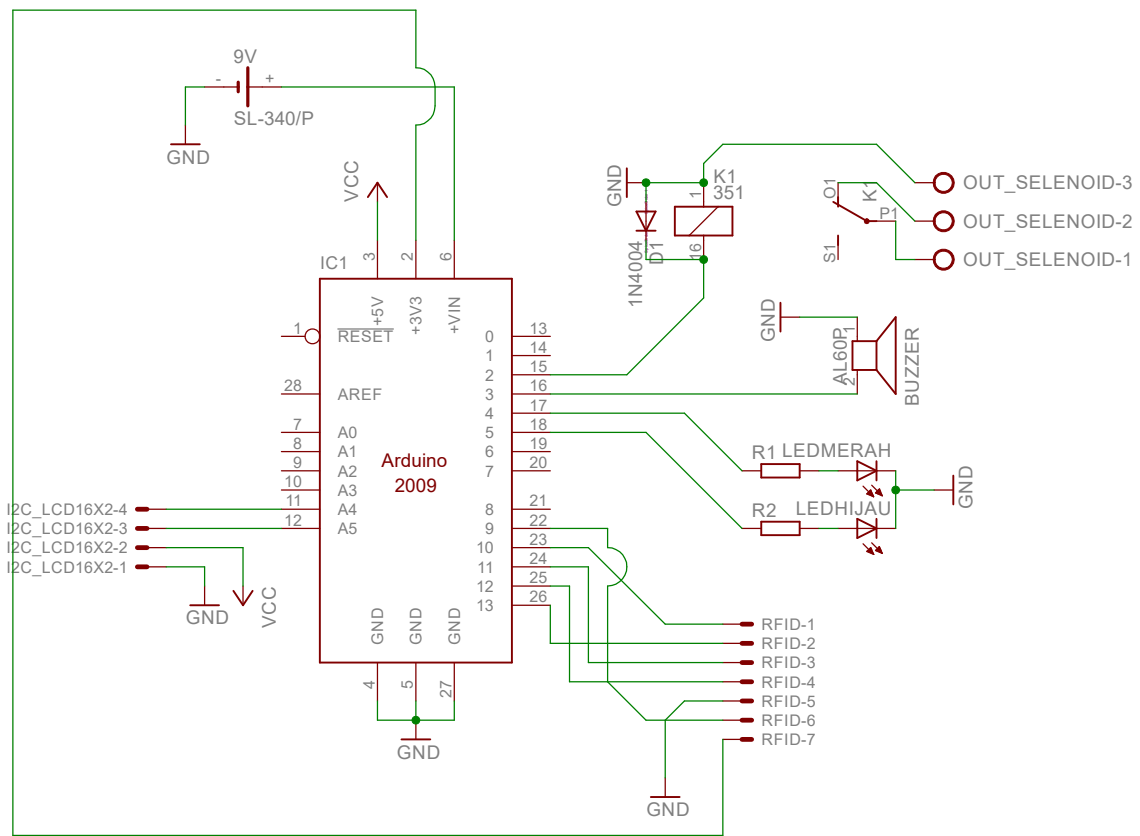 9V
- +
SL-340/P
GND
VCC
GND
K1
351
1
16
1N4004
D1
O1
K1
P1
S1
OUT_SELENOID-3
OUT_SELENOID-2
OUT_SELENOID-1
IC1
3
2
6
+5V
+3V3
+VIN
1
RESET
28
AREF
7
A0
8
A1
9
A2
10
A3
11
A4
12
A5
Arduino
2009
0
13
1
14
2
15
3
16
4
17
5
18
6
19
7
20
8
21
9
22
10
23
11
24
12
25
13
26
GND
GND
GND
4
5
27
GND
GND
AL60P
1
2
BUZZER
R1
LEDMERAH
R2
LEDHIJAU
GND
I2C_LCD16X2-4
I2C_LCD16X2-3
I2C_LCD16X2-2
I2C_LCD16X2-1
GND
VCC
RFID-1
RFID-2
RFID-3
RFID-4
RFID-5
RFID-6
RFID-7
GND